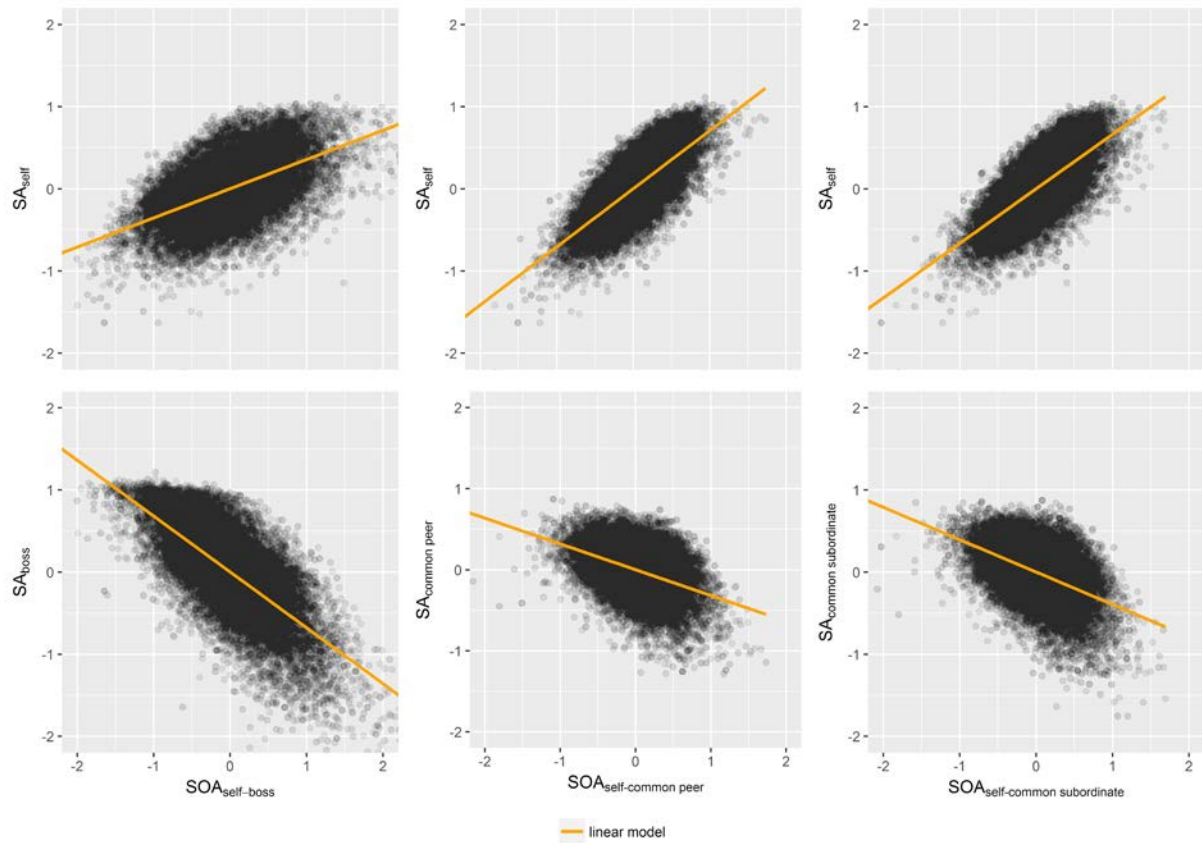 2
1
0
-1
-2
SAself
2
1
0
-1
-2
SAself
2
1
0
-1
-2
SAself
2
1
0
-1
-2
SAboss
-2 -1 0 1 2
SOAself–boss
2
1
0
-1
-2
SAcommon peer
-2 -1 0 1 2
SOAself-common peer
2
1
0
-1
-2
SAcommon subordinate
-2 -1 0 1 2
SOAself-common subordinate
linear model